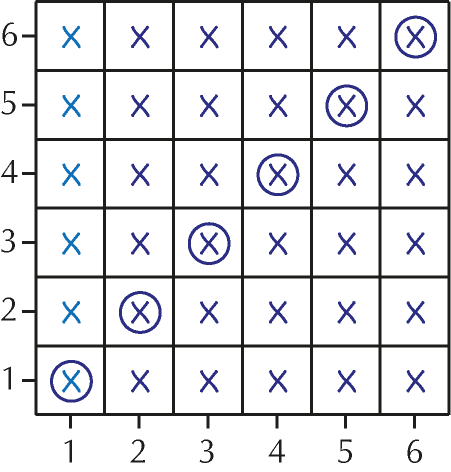 6 X X X X X X
5 X X X X X X
4 X X X X X X
3 X X X X X X
2 X X X X X X
1 X X X X X X
1 2 3 4 5 6